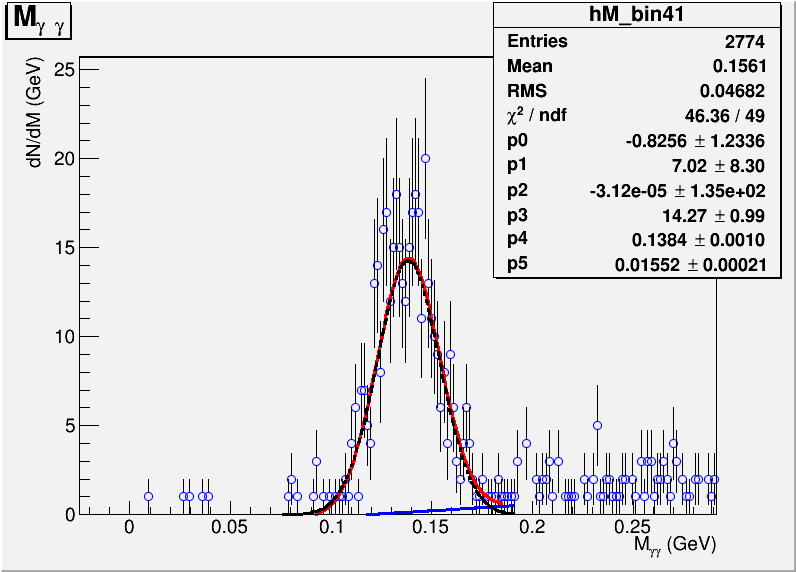 M γ γ
hM_bin41
Entries 2774
Mean 0.1561
RMS 0.04682
χ² / ndf 46.36 / 49
p0 -0.8256 ± 1.2336
p1 7.02 ± 8.30
p2 -3.12e-05 ± 1.35e+02
p3 14.27 ± 0.99
p4 0.1384 ± 0.0010
p5 0.01552 ± 0.00021
dN/dM (GeV)
25
20
15
10
5
0
0 0.05 0.1 0.15 0.2 0.25
Mγγ (GeV)